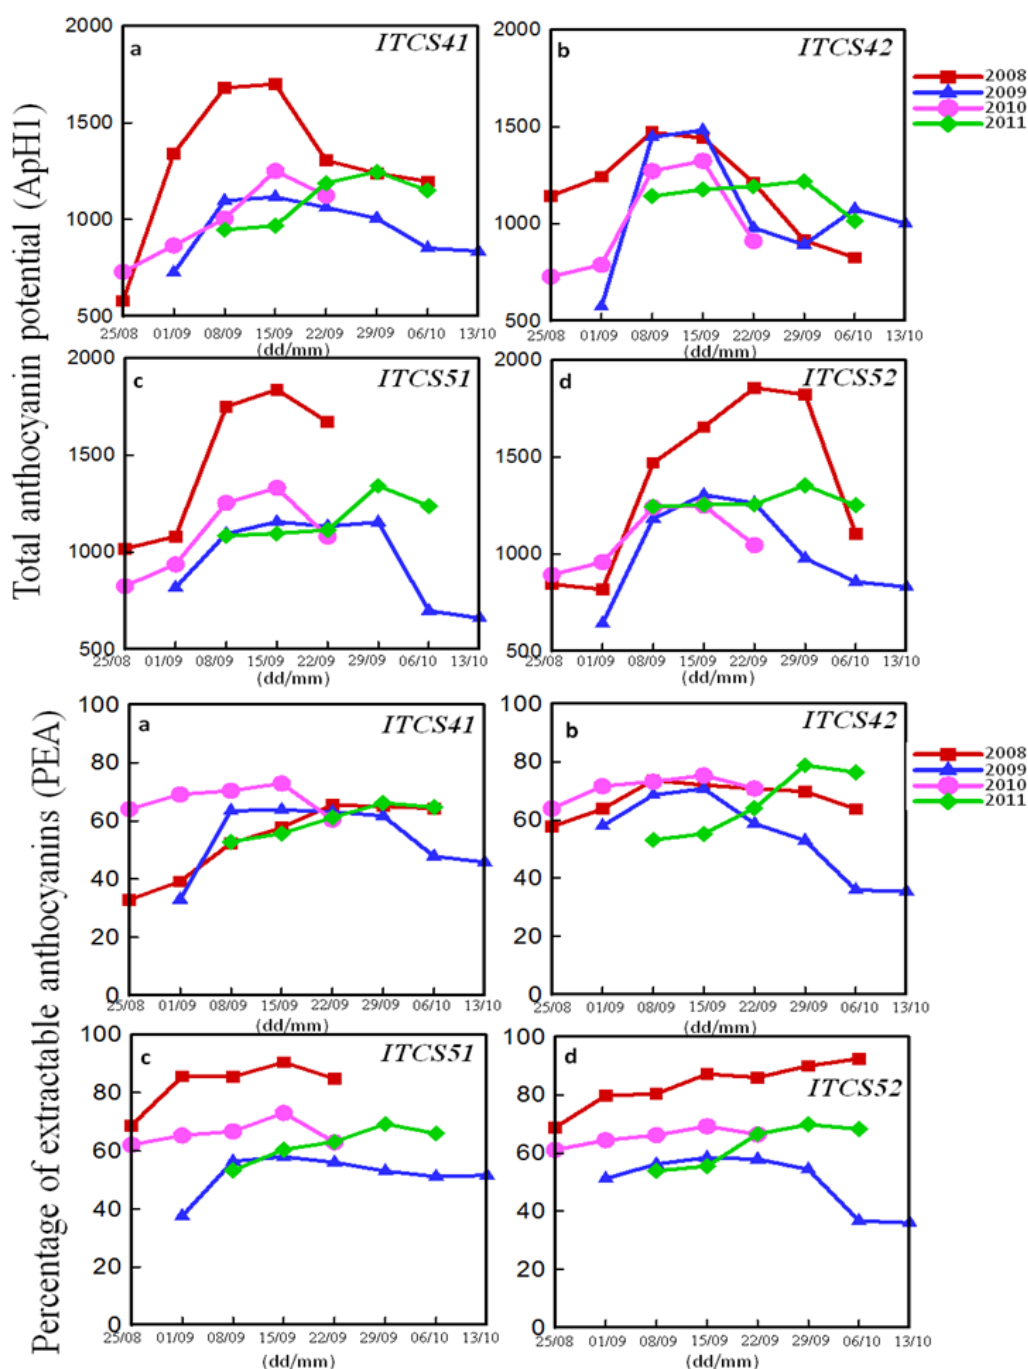 Total anthocyanin potential (ApH1)
2000
1500
1000
500
a
ITCS41
25/08 01/09 08/09 15/09 22/09 29/09 06/10 13/10
(dd/mm)
2000
1500
1000
500
b
ITCS42
25/08 01/09 08/09 15/09 22/09 29/09 06/10 13/10
(dd/mm)
2008
2009
2010
2011
2000
1500
1000
500
c
ITCS51
25/08 01/09 08/09 15/09 22/09 29/09 06/10 13/10
(dd/mm)
2000
1500
1000
500
d
ITCS52
25/08 01/09 08/09 15/09 22/09 29/09 06/10 13/10
(dd/mm)
Percentage of extractable anthocyanins (PEA)
100
80
60
40
20
0
a
ITCS41
25/08 01/09 08/09 15/09 22/09 29/09 06/10 13/10
(dd/mm)
100
80
60
40
20
0
b
ITCS42
25/08 01/09 08/09 15/09 22/09 29/09 06/10 13/10
(dd/mm)
2008
2009
2010
2011
100
80
60
40
20
0
c
ITCS51
25/08 01/09 08/09 15/09 22/09 29/09 06/10 13/10
(dd/mm)
100
80
60
40
20
0
d
ITCS52
25/08 01/09 08/09 15/09 22/09 29/09 06/10 13/10
(dd/mm)